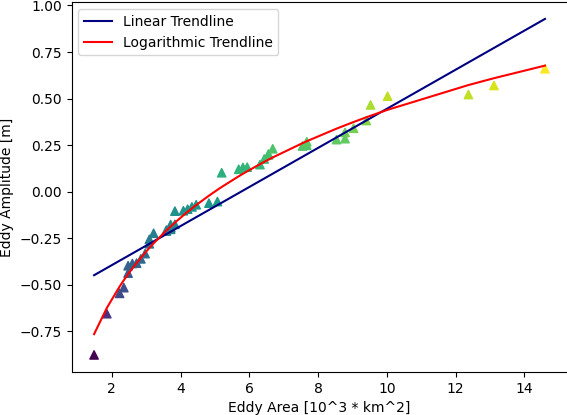 1.00
0.75
0.50
0.25
0.00
−0.25
−0.50
−0.75
Eddy Amplitude [m]
Linear Trendline
Logarithmic Trendline
2 4 6 8 10 12 14
Eddy Area [10^3 * km^2]